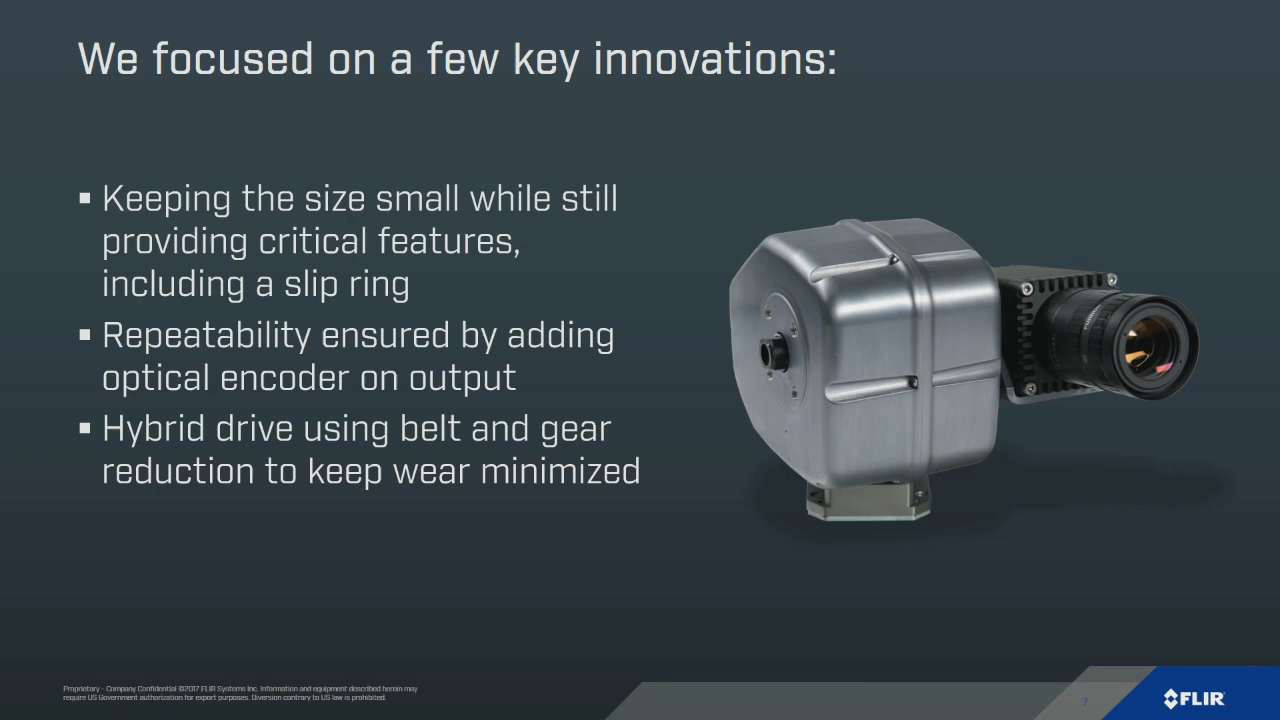 We focused on a few key innovations:
▪ Keeping the size small while still
providing critical features,
including a slip ring
▪ Repeatability ensured by adding
optical encoder on output
▪ Hybrid drive using belt and gear
reduction to keep wear minimized
Proprietary - Company Confidential ©2017 FLIR Systems Inc. Information and equipment described herein may
require US Government authorization for export purposes. Diversion contrary to US law is prohibited.
7
FLIR